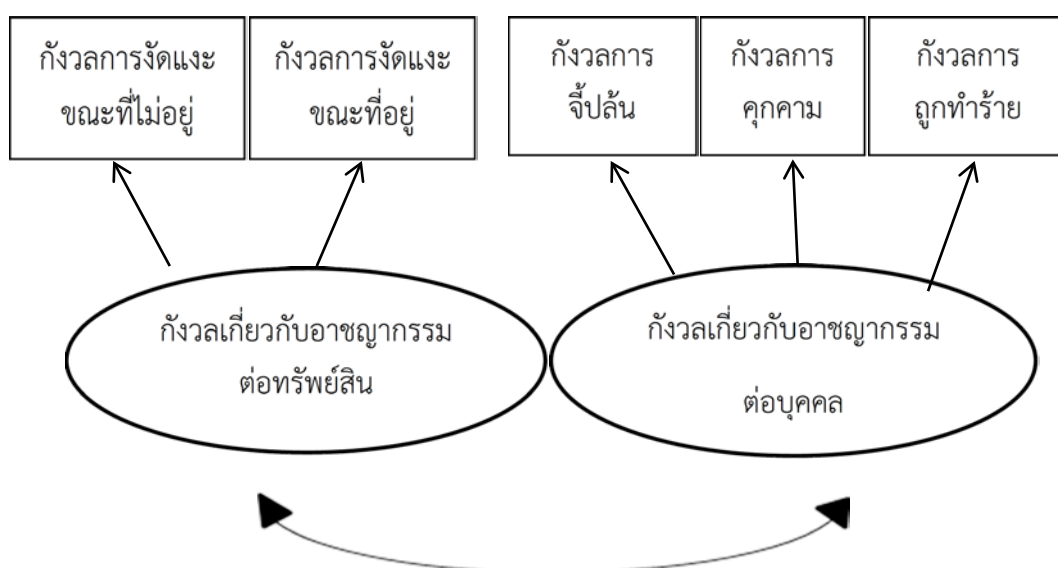 กังวลการงัดแงะ
ขณะที่ไม่อยู่
กังวลการงัดแงะ
ขณะที่อยู่
กังวลการ
จี้ปล้น
กังวลการ
คุกคาม
กังวลการ
ถูกทำร้าย
กังวลเกี่ยวกับอาชญากรรม
ต่อทรัพย์สิน
กังวลเกี่ยวกับอาชญากรรม
ต่อบุคคล